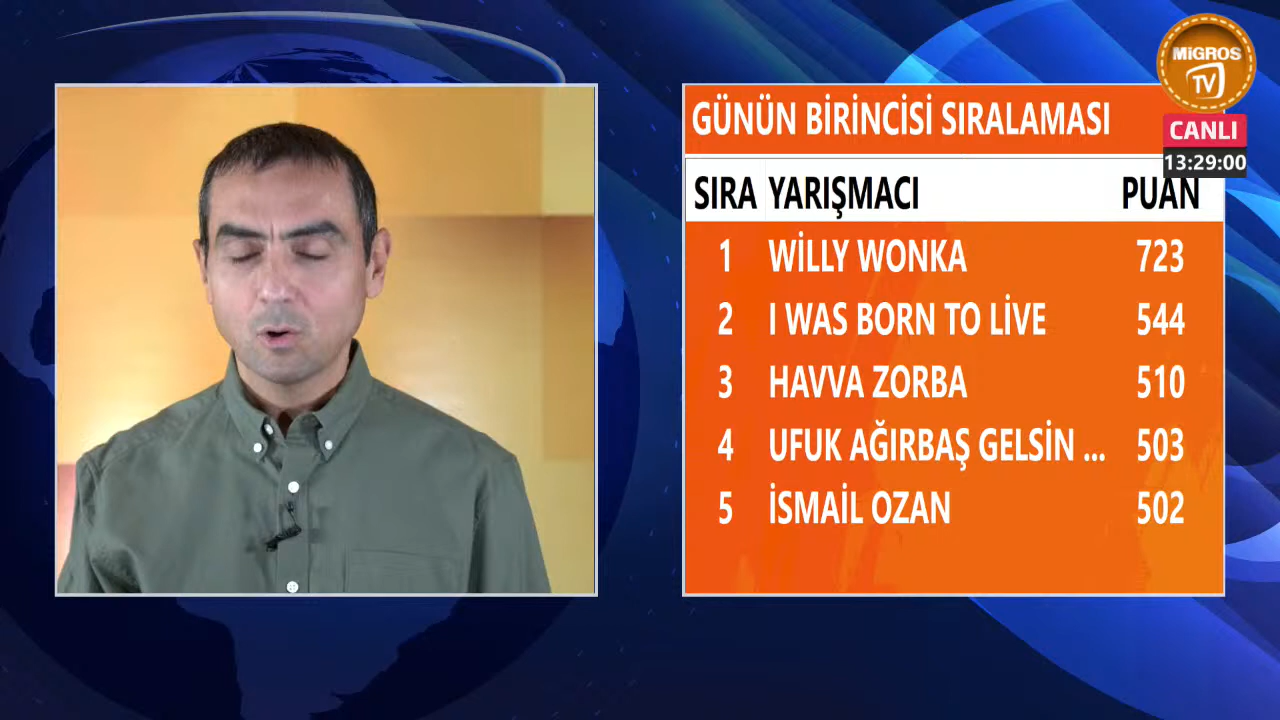 MiGROS
TV
CANLI
13:29:00
GÜNÜN BİRİNCİSİ SIRALAMASI
SIRA YARIŞMACI PUAN
1 WİLLY WONKA 723
2 I WAS BORN TO LİVE 544
3 HAVVA ZORBA 510
4 UFUK AĞIRBAŞ GELSİN ... 503
5 İSMAİL OZAN 502